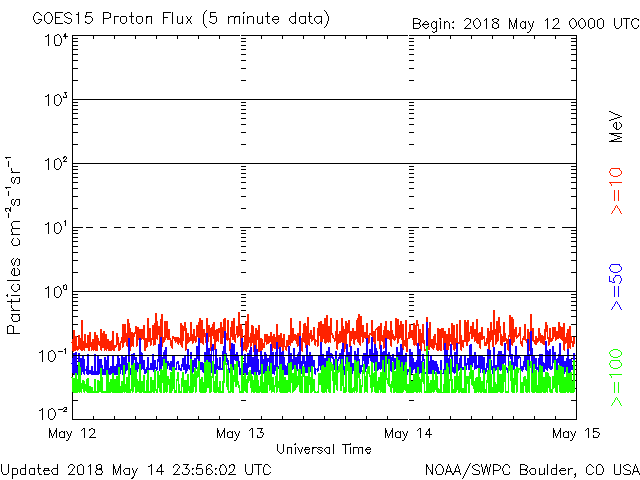 GOES15 Proton Flux (5 minute data)
Begin: 2018 May 12 0000 UTC
10⁴
10³
10²
10¹
10⁰
10⁻¹
10⁻²
Particles cm⁻²s⁻¹sr⁻¹
MeV
>=10
>=50
>=100
May 12
May 13
May 14
May 15
Universal Time
Updated 2018 May 14 23:56:02 UTC
NOAA/SWPC Boulder, CO USA